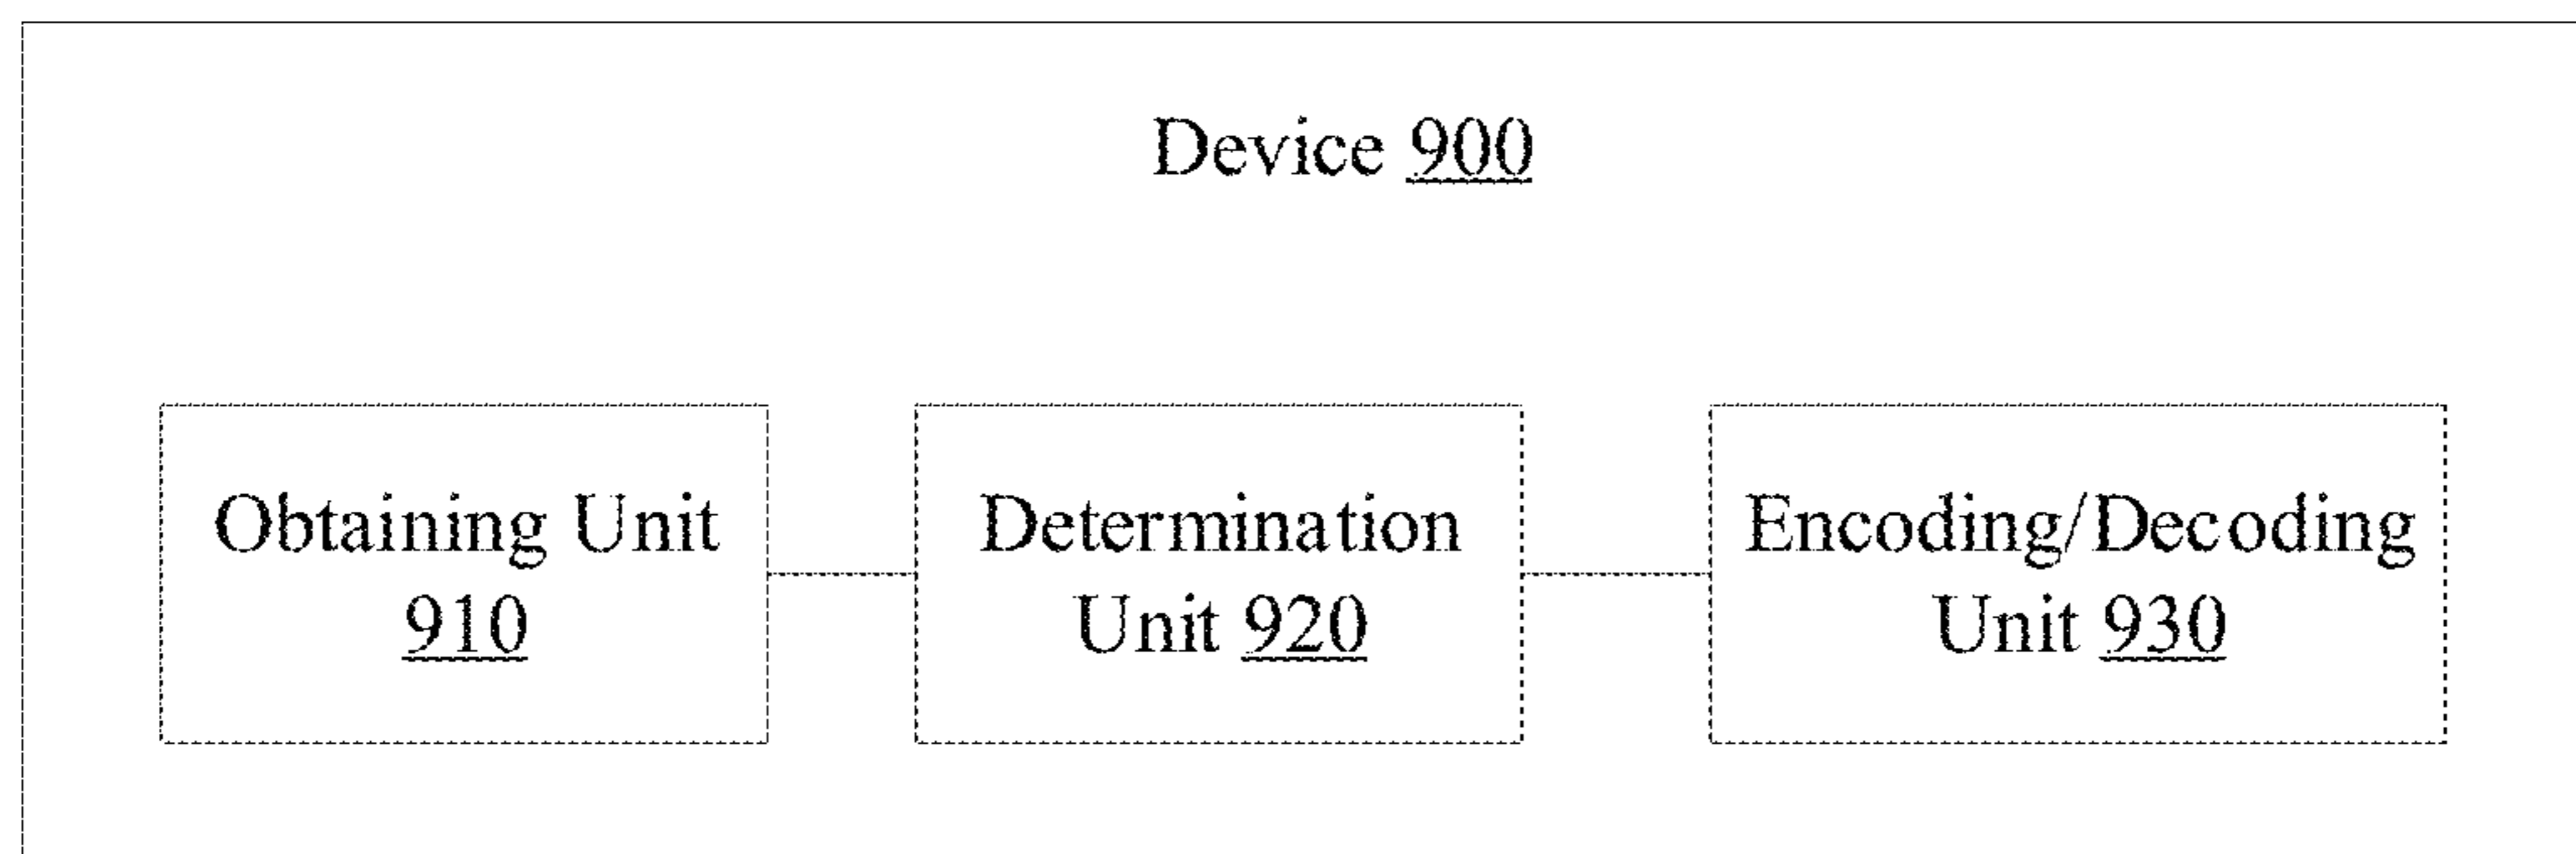 Device 900
Obtaining Unit
910
Determination
Unit 920
Encoding/Decoding
Unit 930